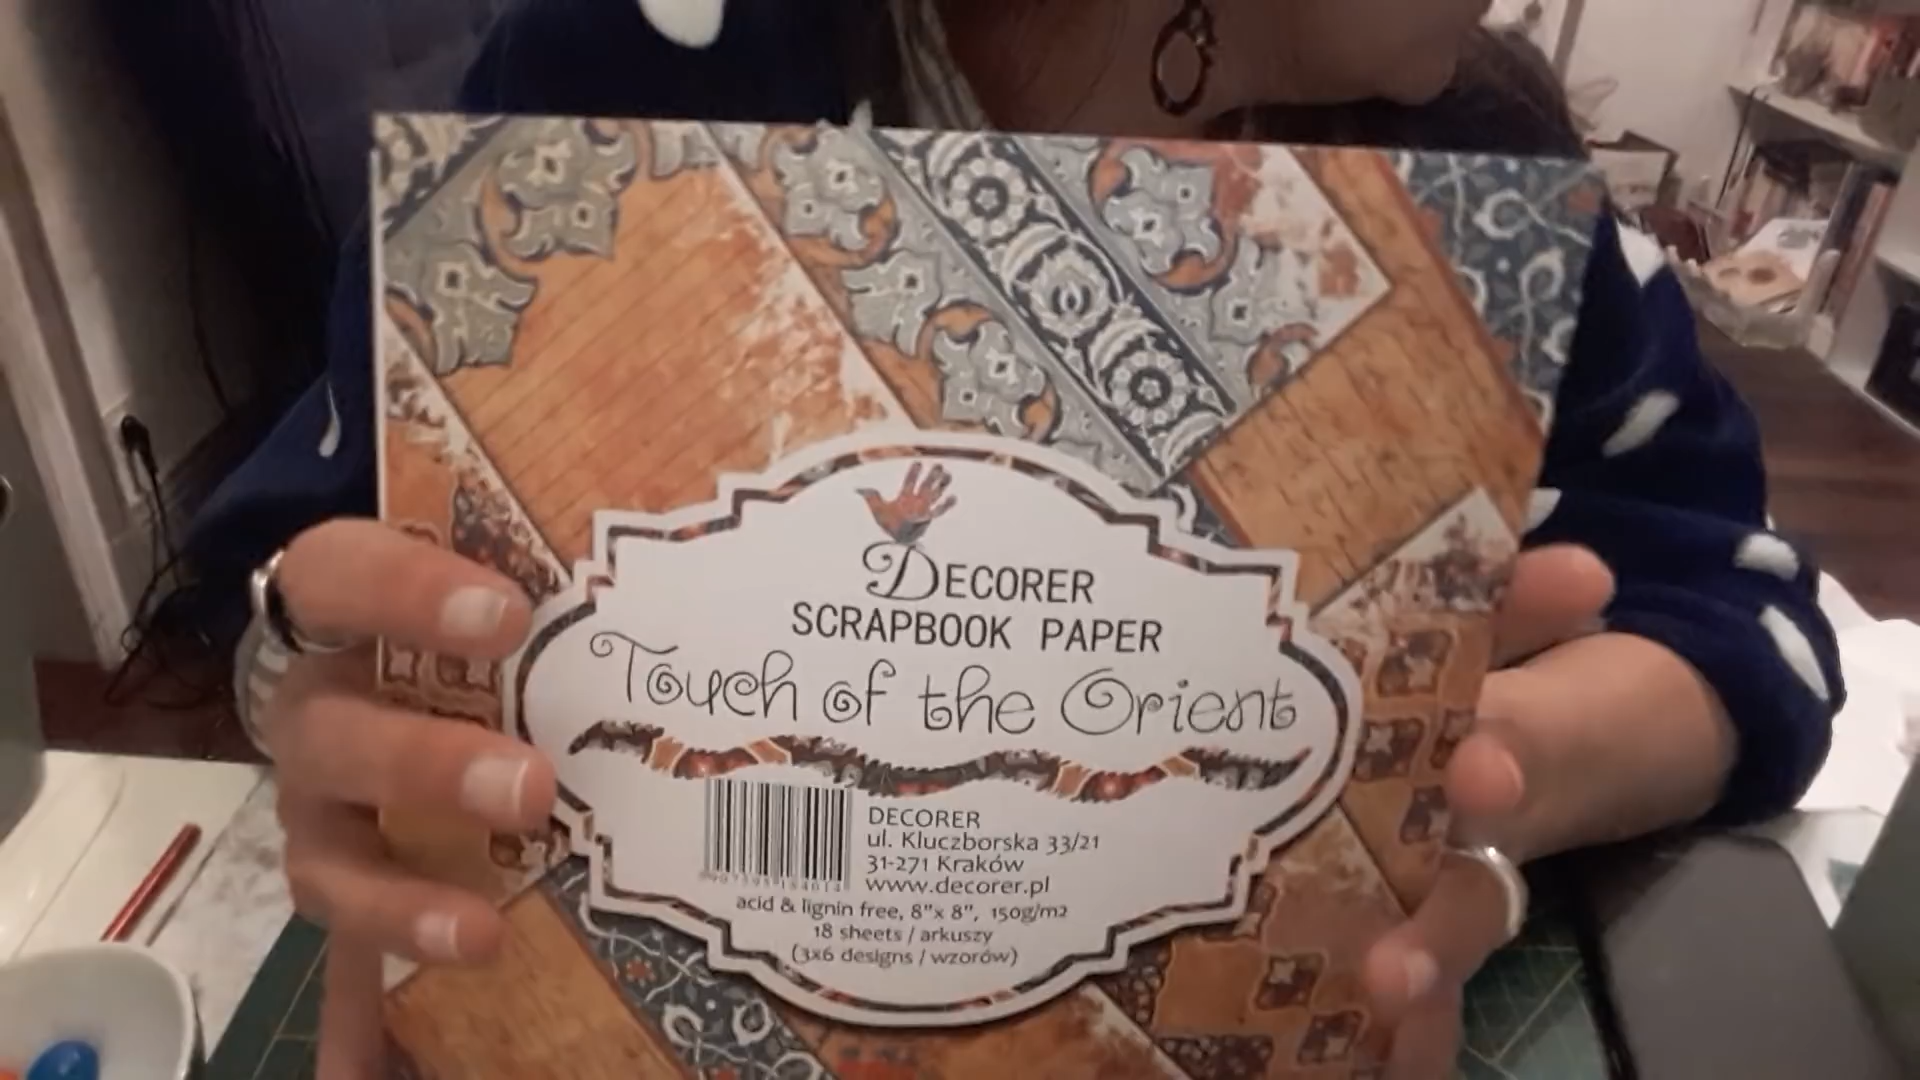 DECORER
SCRAPBOOK PAPER
Touch of the Orient
DECORER
ul. Kluczborska 33/21
31-271 Kraków
www.decorer.pl
acid & lignin free, 8"x 8", 150g/m2
18 sheets / arkuszy
(3x6 designs / wzorów)